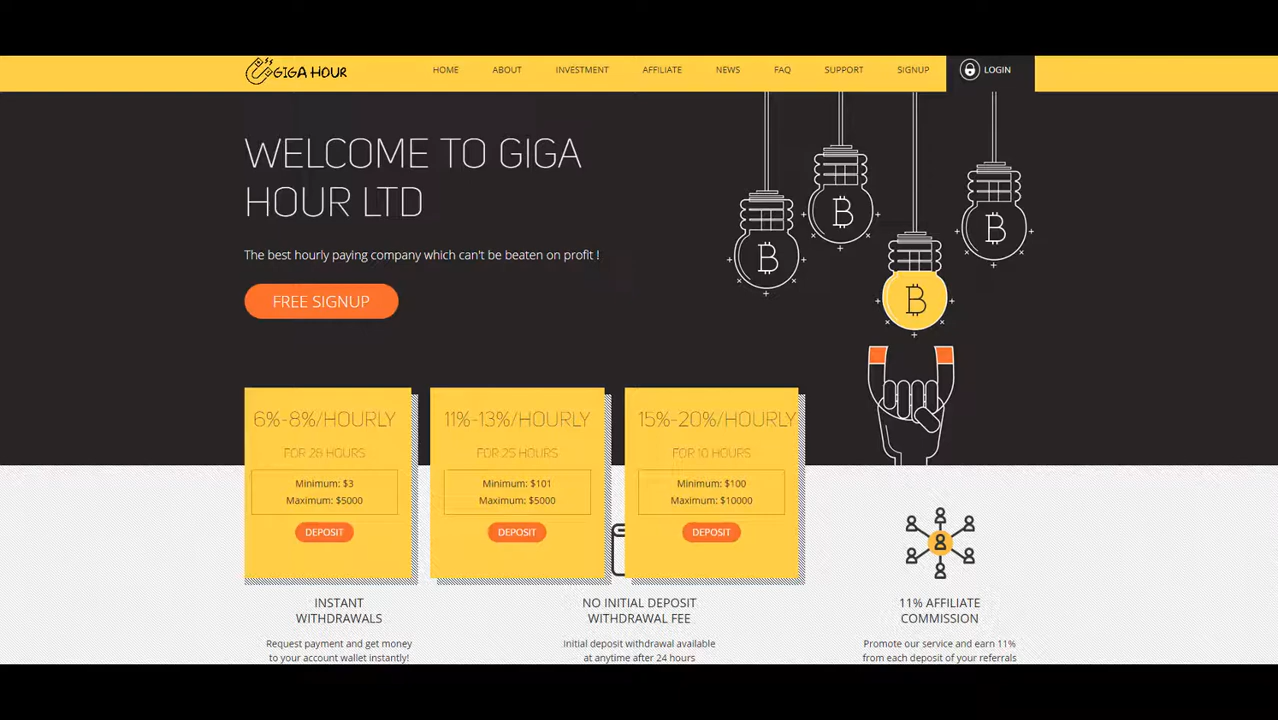 GIGA HOUR
HOME ABOUT INVESTMENT AFFILIATE NEWS FAQ SUPPORT SIGNUP LOGIN
WELCOME TO GIGA
HOUR LTD
The best hourly paying company which can't be beaten on profit !
FREE SIGNUP
6%-8%/HOURLY
FOR 28 HOURS
Minimum: $3
Maximum: $5000
DEPOSIT
11%-13%/HOURLY
FOR 25 HOURS
Minimum: $101
Maximum: $5000
DEPOSIT
15%-20%/HOURLY
FOR 10 HOURS
Minimum: $100
Maximum: $10000
DEPOSIT
INSTANT
WITHDRAWALS
Request payment and get money
to your account wallet instantly!
NO INITIAL DEPOSIT
WITHDRAWAL FEE
Initial deposit withdrawal available
at anytime after 24 hours
11% AFFILIATE
COMMISSION
Promote our service and earn 11%
from each deposit of your referrals